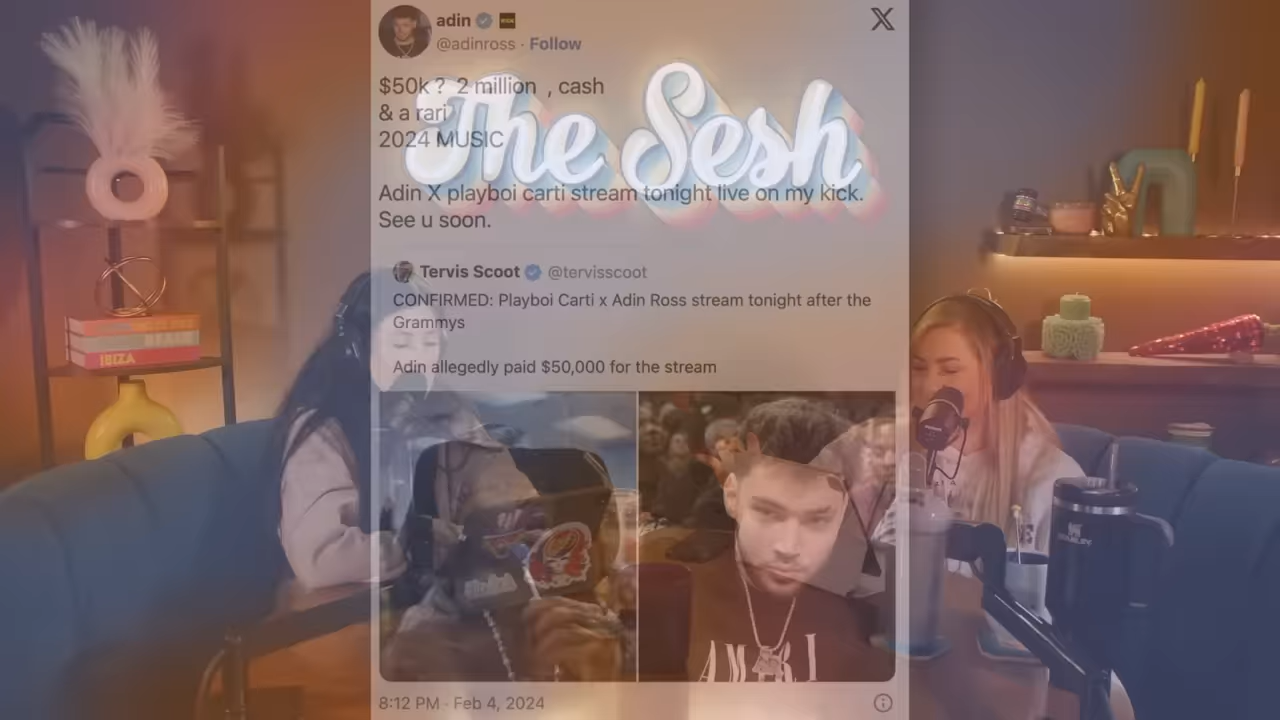 adin
@adinross · Follow
$50k ? 2 million , cash
& a rari
2024 MUSIC
Adin X playboi carti stream tonight live on my kick.
See u soon.
The Sesh
Tervis Scoot @tervisscoot
CONFIRMED: Playboi Carti x Adin Ross stream tonight after the
Grammys
Adin allegedly paid $50,000 for the stream
IBIZA
STANLEY
AMIRI
8:12 PM · Feb 4, 2024